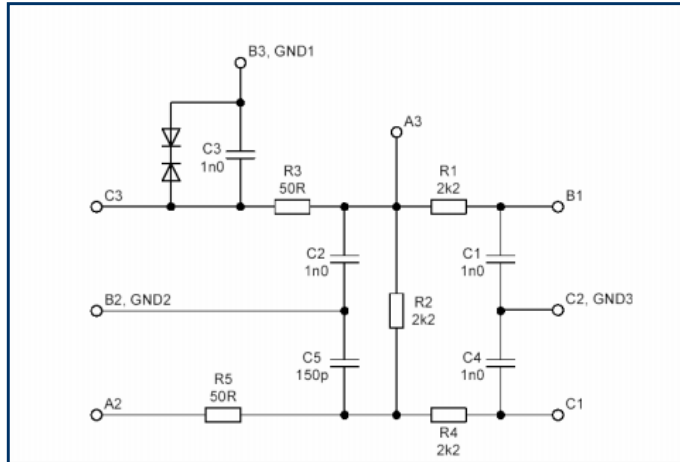 B3, GND1
A3
C3
1n0
R3
50R
R1
2k2
C3
B1
C2
1n0
C1
1n0
B2, GND2
R2
2k2
C2, GND3
C5
150p
C4
1n0
R5
50R
A2
C1
R4
2k2